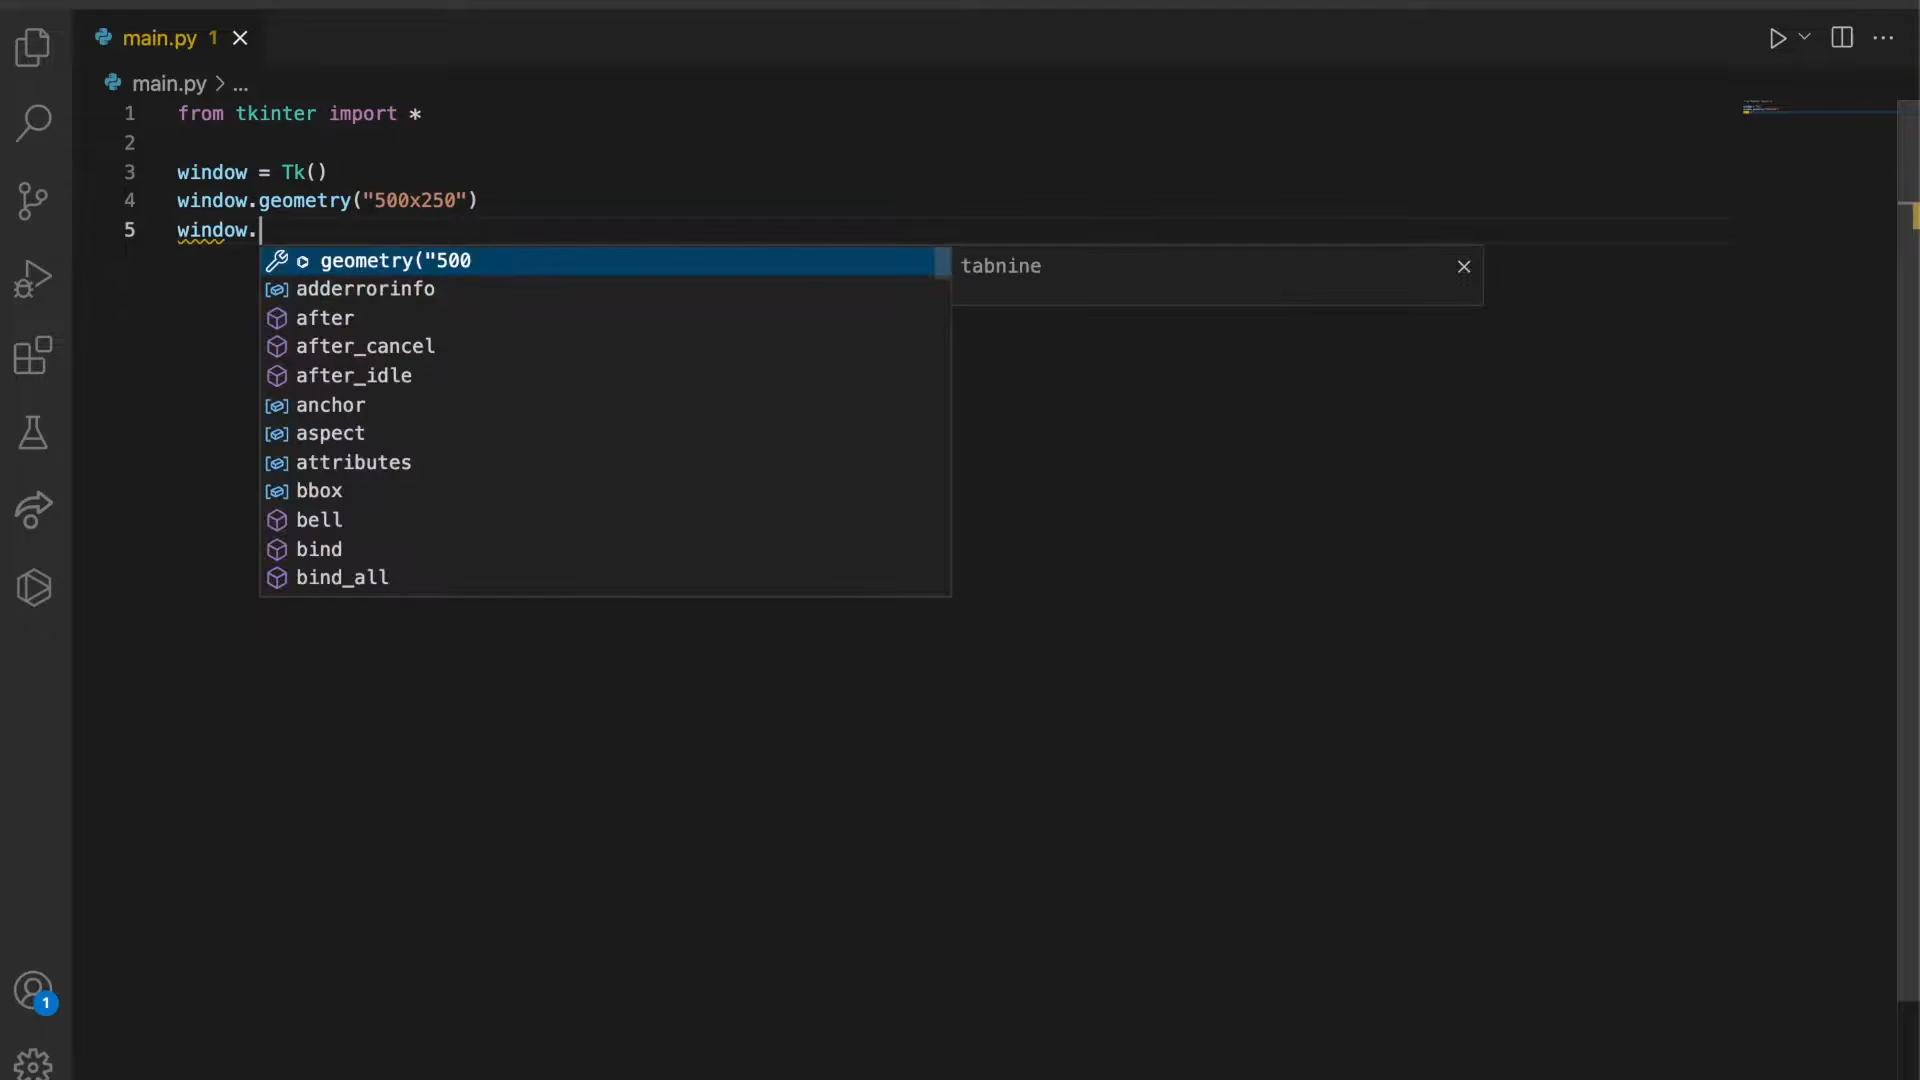 main.py 1
main.py > ...
1 from tkinter import *
2
3 window = Tk()
4 window.geometry("500x250")
5 window.
geometry("500
tabnine
adderrorinfo
after
after_cancel
after_idle
anchor
aspect
attributes
bbox
bell
bind
bind_all
1